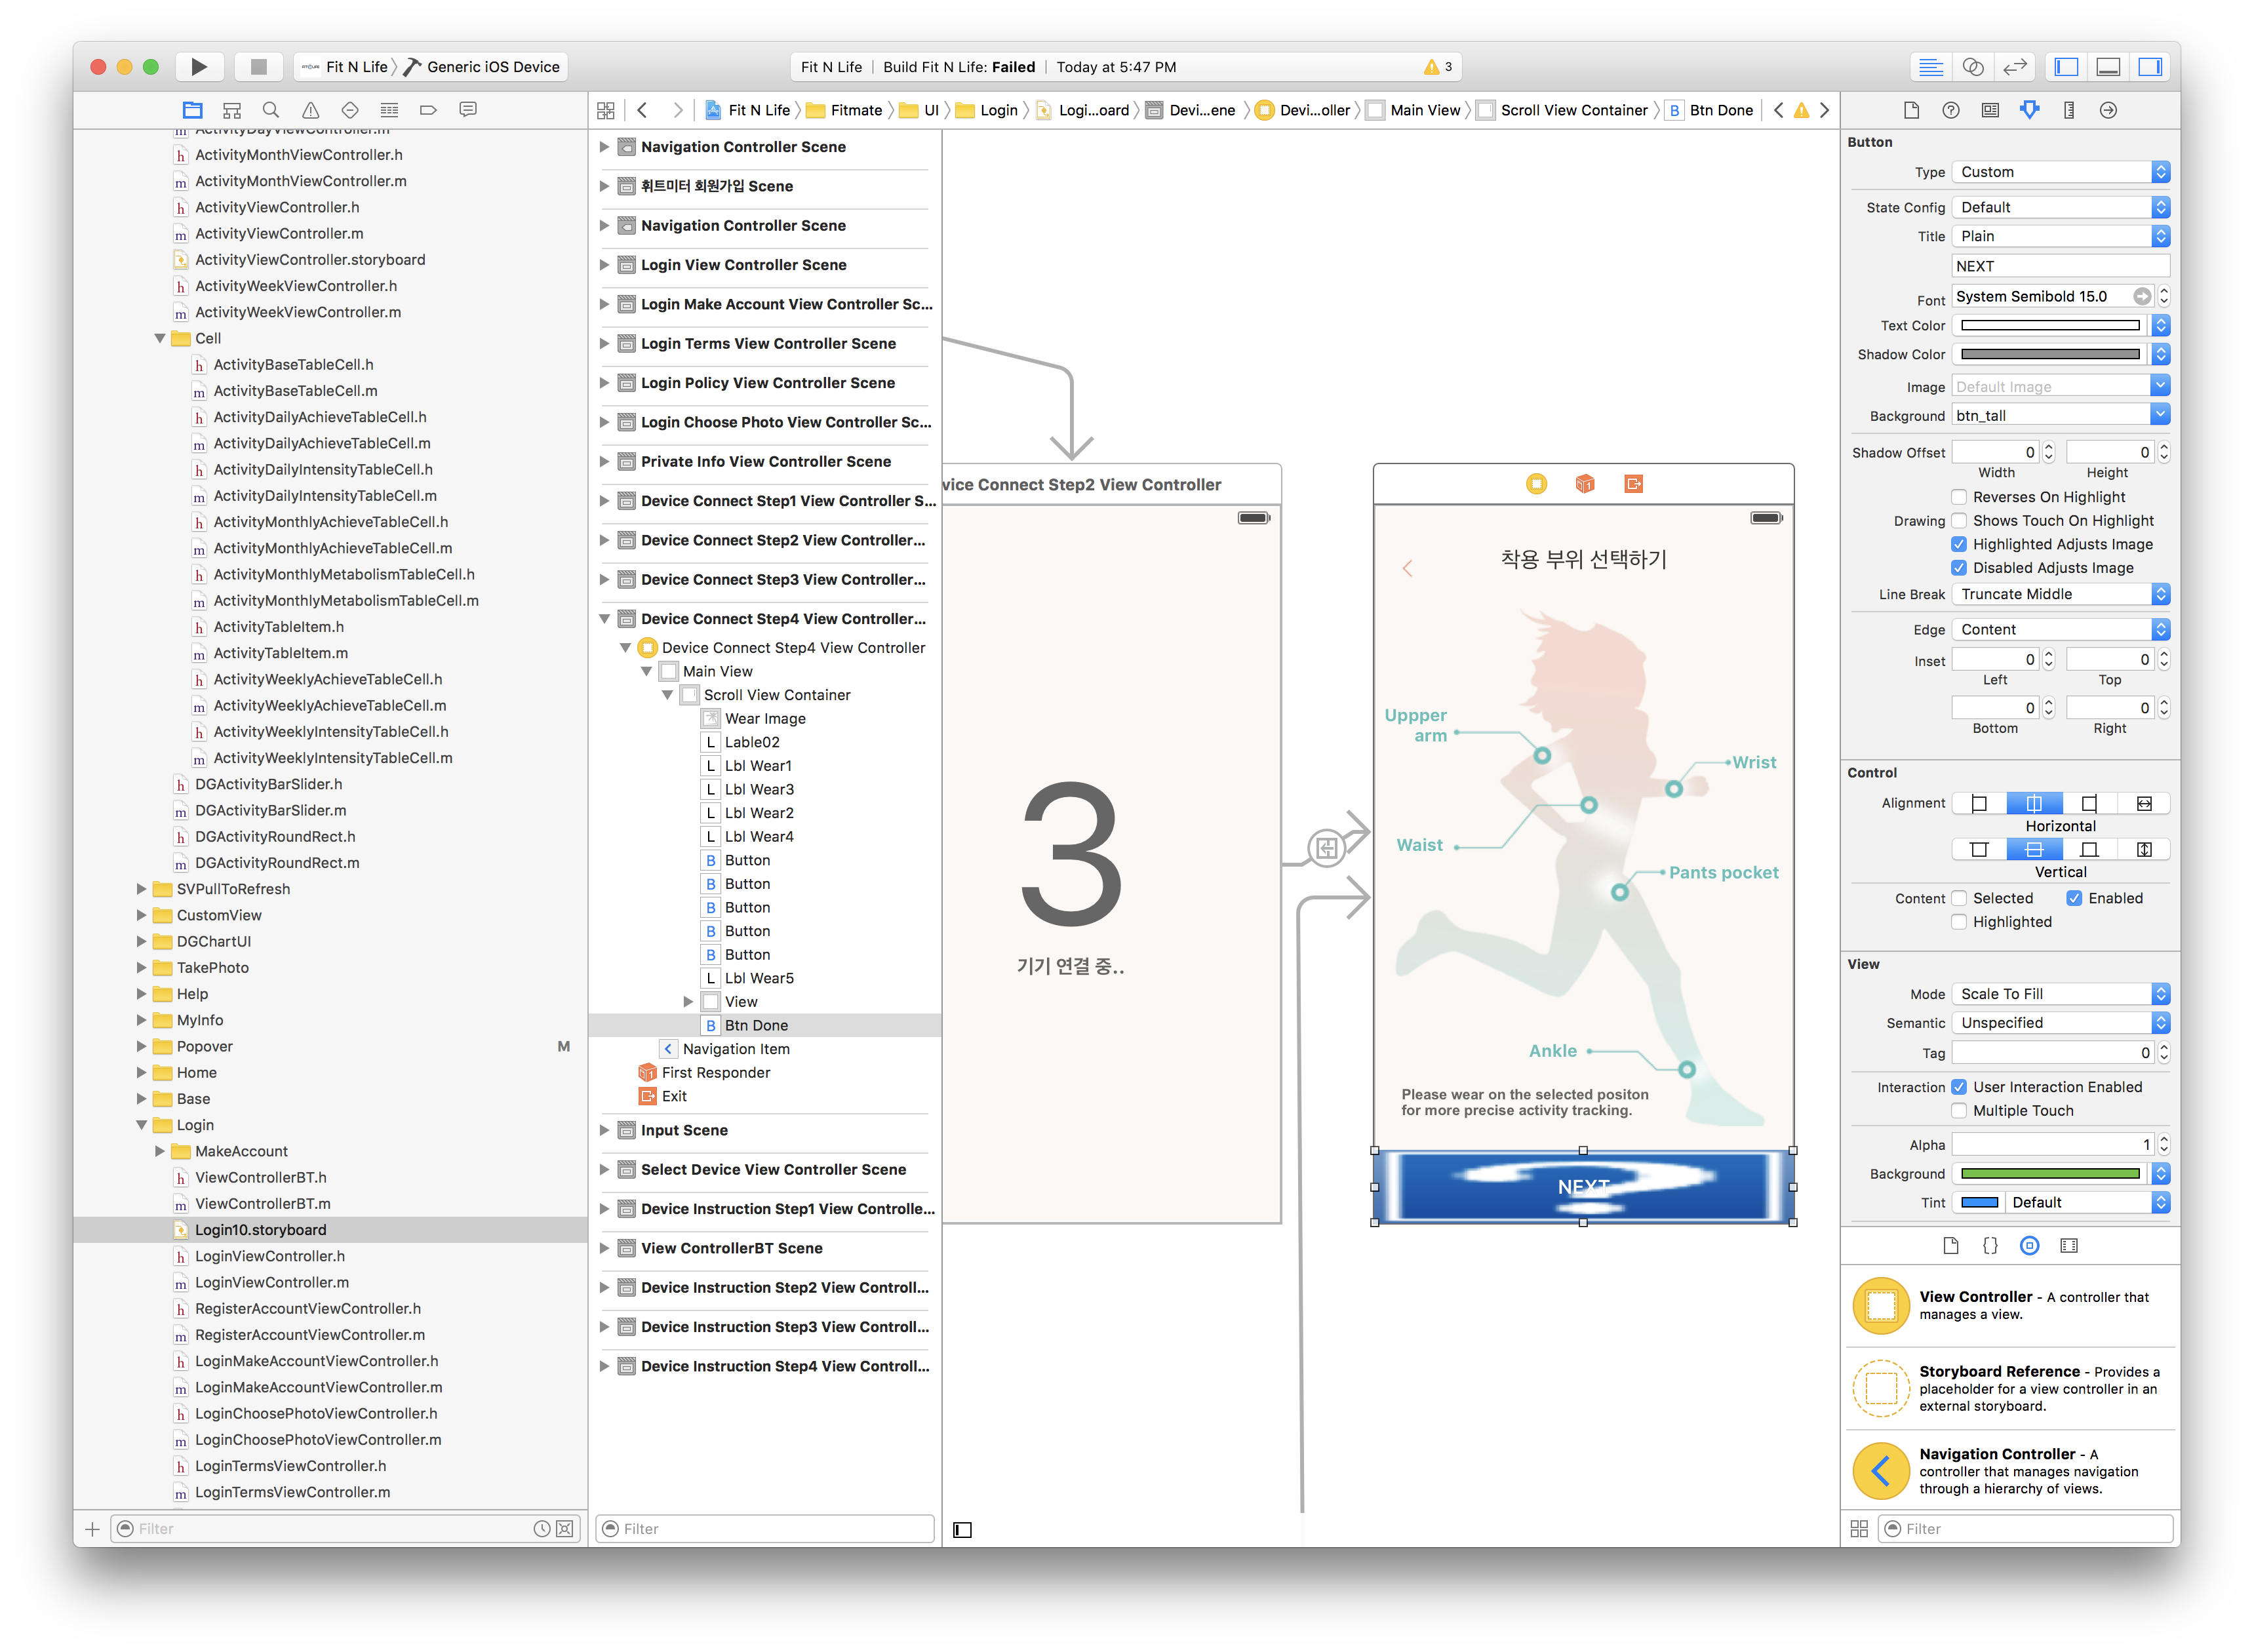 Fit N Life
Generic iOS Device
Fit N Life
Build Fit N Life: Failed
Today at 5:47 PM
3
Fit N Life
Fitmate
UI
Login
Logi...oard
Devi...ene
Devi...oller
Main View
Scroll View Container
B
Btn Done
ActivityDayViewController.m
ActivityMonthViewController.h
ActivityMonthViewController.m
ActivityViewController.h
ActivityViewController.m
ActivityViewController.storyboard
ActivityWeekViewController.h
ActivityWeekViewController.m
Cell
ActivityBaseTableCell.h
ActivityBaseTableCell.m
ActivityDailyAchieveTableCell.h
ActivityDailyAchieveTableCell.m
ActivityDailyIntensityTableCell.h
ActivityDailyIntensityTableCell.m
ActivityMonthlyAchieveTableCell.h
ActivityMonthlyAchieveTableCell.m
ActivityMonthlyMetabolismTableCell.h
ActivityMonthlyMetabolismTableCell.m
ActivityTableItem.h
ActivityTableItem.m
ActivityWeeklyAchieveTableCell.h
ActivityWeeklyAchieveTableCell.m
ActivityWeeklyIntensityTableCell.h
ActivityWeeklyIntensityTableCell.m
DGActivityBarSlider.h
DGActivityBarSlider.m
DGActivityRoundRect.h
DGActivityRoundRect.m
SVPullToRefresh
CustomView
DGChartUI
TakePhoto
Help
MyInfo
Popover
M
Home
Base
Login
MakeAccount
ViewControllerBT.h
ViewControllerBT.m
Login10.storyboard
LoginViewController.h
LoginViewController.m
RegisterAccountViewController.h
RegisterAccountViewController.m
LoginMakeAccountViewController.h
LoginMakeAccountViewController.m
LoginChoosePhotoViewController.h
LoginChoosePhotoViewController.m
LoginTermsViewController.h
LoginTermsViewController.m
Filter
Navigation Controller Scene
휘트미터 회원가입 Scene
Navigation Controller Scene
Login View Controller Scene
Login Make Account View Controller Sc...
Login Terms View Controller Scene
Login Policy View Controller Scene
Login Choose Photo View Controller Sc...
Private Info View Controller Scene
Device Connect Step1 View Controller S...
Device Connect Step2 View Controller...
Device Connect Step3 View Controller...
Device Connect Step4 View Controller...
Device Connect Step4 View Controller
Main View
Scroll View Container
Wear Image
L Lable02
L Lbl Wear1
L Lbl Wear3
L Lbl Wear2
L Lbl Wear4
B Button
B Button
B Button
B Button
B Button
L Lbl Wear5
View
B Btn Done
Navigation Item
First Responder
Exit
Input Scene
Select Device View Controller Scene
Device Instruction Step1 View Controlle...
View ControllerBT Scene
Device Instruction Step2 View Controll...
Device Instruction Step3 View Controll...
Device Instruction Step4 View Controll...
Filter
vice Connect Step2 View Controller
3
기기 연결 중..
착용 부위 선택하기
Uppper
arm
Wrist
Waist
Pants pocket
Ankle
Please wear on the selected positon
for more precise activity tracking.
NEXT
Button
Type Custom
State Config Default
Title Plain
NEXT
Font System Semibold 15.0
Text Color
Shadow Color
Image Default Image
Background btn_tall
Shadow Offset 0 0
Width Height
Reverses On Highlight
Drawing Shows Touch On Highlight
Highlighted Adjusts Image
Disabled Adjusts Image
Line Break Truncate Middle
Edge Content
Inset 0 0
Left Top
0 0
Bottom Right
Control
Alignment
Horizontal
Vertical
Content Selected Enabled
Highlighted
View
Mode Scale To Fill
Semantic Unspecified
Tag 0
Interaction User Interaction Enabled
Multiple Touch
Alpha 1
Background
Tint Default
View Controller - A controller that
manages a view.
Storyboard Reference - Provides a
placeholder for a view controller in an
external storyboard.
Navigation Controller - A
controller that manages navigation
through a hierarchy of views.
Filter